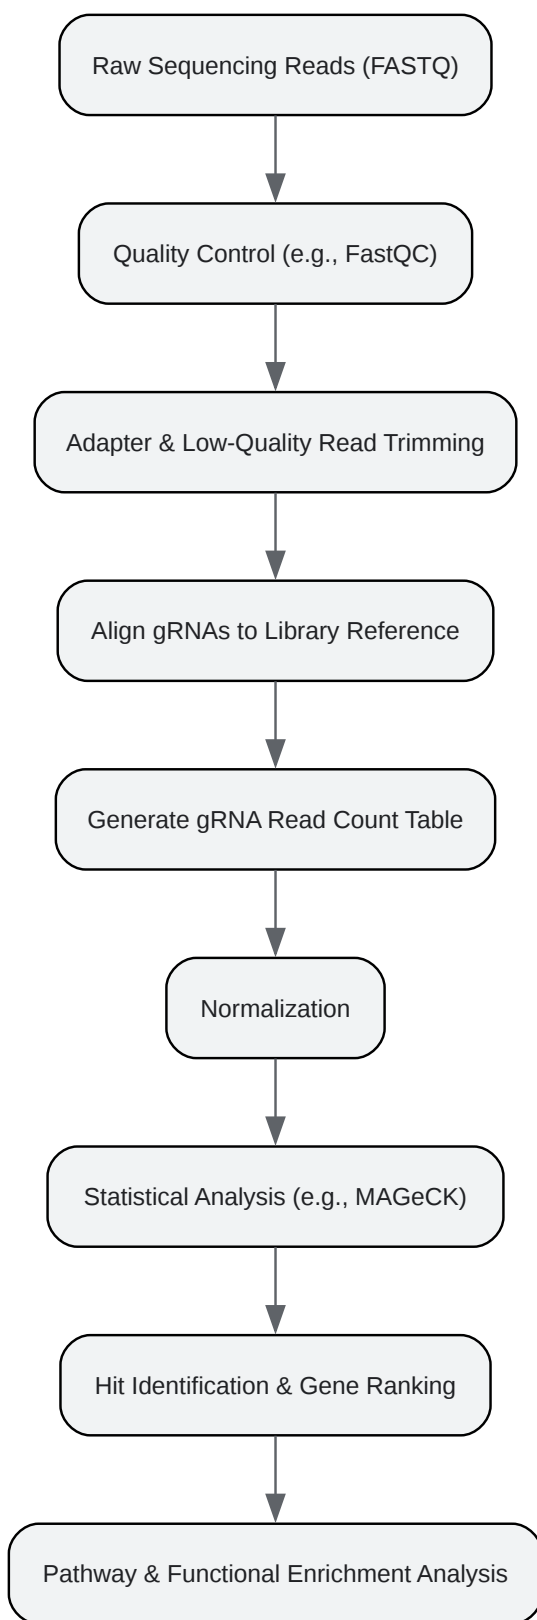 Raw Sequencing Reads (FASTQ)
Quality Control (e.g., FastQC)
Adapter & Low-Quality Read Trimming
Align gRNAs to Library Reference
Generate gRNA Read Count Table
Normalization
Statistical Analysis (e.g., MAGeCK)
Hit Identification & Gene Ranking
Pathway & Functional Enrichment Analysis